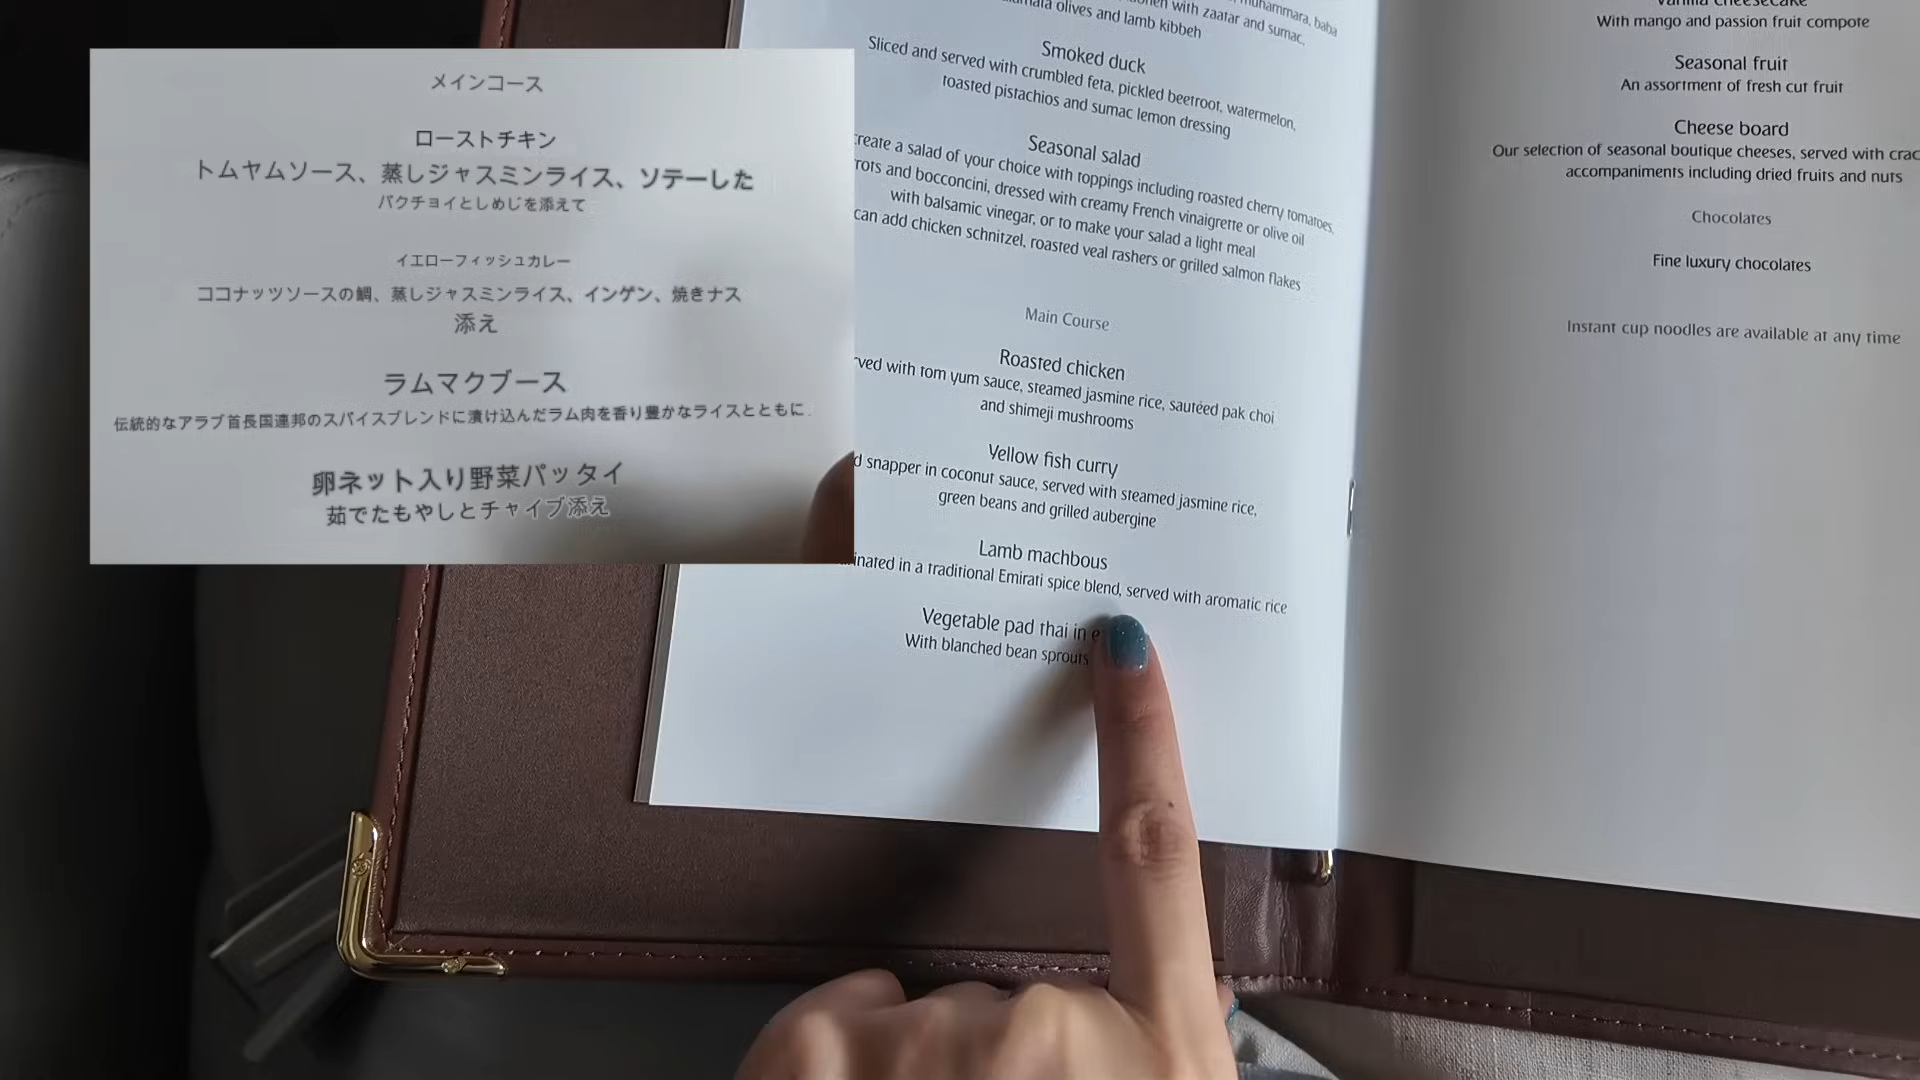 メインコース
ローストチキン
トムヤムソース、蒸しジャスミンライス、ソテーした
パクチョイとしめじを添えて
イエローフィッシュカレー
ココナッツソースの鯛、蒸しジャスミンライス、インゲン、焼きナス
添え
ラムマクブース
伝統的なアラブ首長国連邦のスパイスブレンドに漬け込んだラム肉を香り豊かなライスとともに.
卵ネット入り野菜パッタイ
茹でたもやしとチャイブ添え
muhammara, baba
with zaatar and sumac,
olives and lamb kibbeh
Smoked duck
Sliced and served with crumbled feta, pickled beetroot, watermelon,
toasted pistachios and sumac lemon dressing
Seasonal salad
create a salad of your choice with toppings including roasted cherry tomatoes,
and bocconcini, dressed with creamy French vinaigrette or olive oil
with balsamic vinegar, or to make your salad a light meal
can add chicken schnitzel, roasted veal rashers or grilled salmon flakes
Main Course
Roasted chicken
with tom yum sauce, steamed jasmine rice, sautéed pak choi
and shimeji mushrooms
Yellow fish curry
snapper in coconut sauce, served with steamed jasmine rice,
green beans and grilled aubergine
Lamb machbous
in a traditional Emirati spice blend, served with aromatic rice
Vegetable pad thai in
With blanched bean sprouts
Vanilla cheesecake
With mango and passion fruit compote
Seasonal fruit
An assortment of fresh cut fruit
Cheese board
Our selection of seasonal boutique cheeses, served with
accompaniments including dried fruits and nuts
Chocolates
Fine luxury chocolates
Instant cup noodles are available at any time